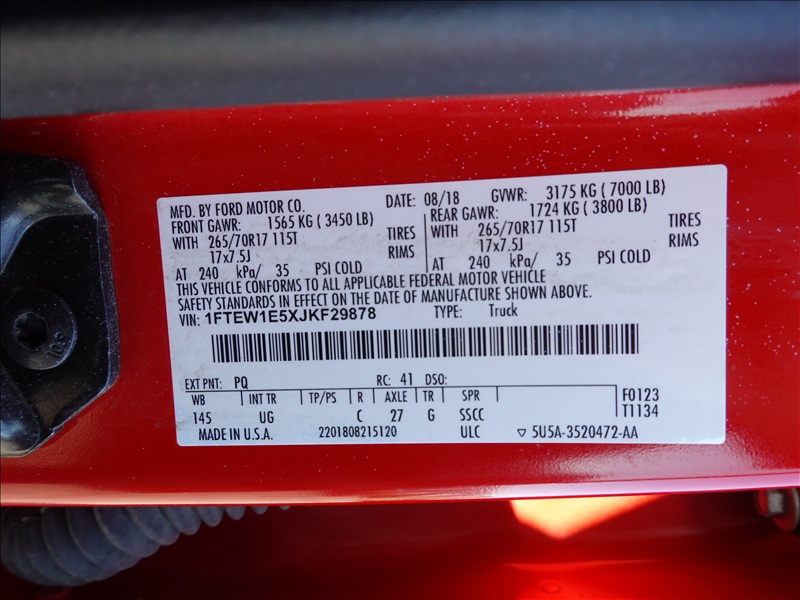 MFD. BY FORD MOTOR CO. DATE: 08/18 GVWR: 3175 KG ( 7000 LB)
FRONT GAWR: 1565 KG ( 3450 LB) REAR GAWR: 1724 KG ( 3800 LB)
WITH 265/70R17 115T TIRES WITH 265/70R17 115T TIRES
17x7.5J RIMS 17x7.5J RIMS
AT 240 kPa/ 35 PSI COLD AT 240 kPa/ 35 PSI COLD
THIS VEHICLE CONFORMS TO ALL APPLICABLE FEDERAL MOTOR VEHICLE
SAFETY STANDARDS IN EFFECT ON THE DATE OF MANUFACTURE SHOWN ABOVE.
VIN: 1FTEW1E5XJKF29878 TYPE: Truck
EXT PNT: PQ RC: 41 DSO:
WB INT TR TP/PS R AXLE TR SPR F0123
145 UG C 27 G SSCC T1134
MADE IN U.S.A. 2201808215120 ULC ▽ 5U5A-3520472-AA